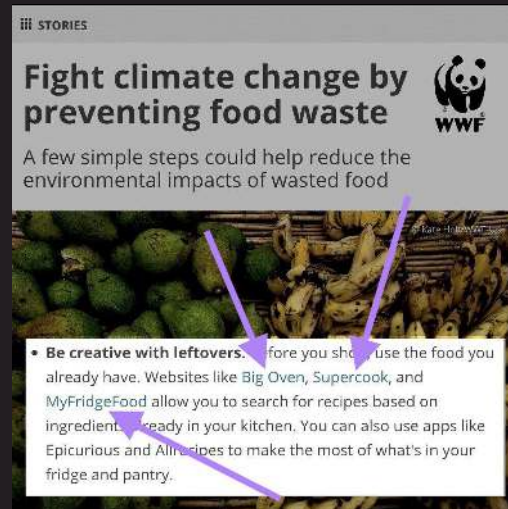 STORIES
Fight climate change by
preventing food waste
WWF
A few simple steps could help reduce the
environmental impacts of wasted food
• Be creative with leftovers. you use the food you
already have. Websites like Big Oven, Supercook, and
MyFridgeFood allow you to search for recipes based on
already in your kitchen. You can also use apps like
Epicurious and to make the most of what's in your
fridge and pantry.